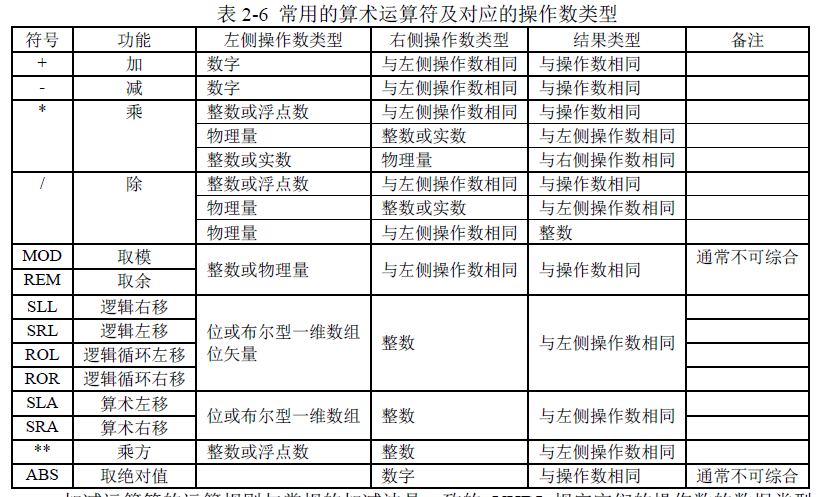 表 2-6 常用的算术运算符及对应的操作数类型
符号 功能 左侧操作数类型 右侧操作数类型 结果类型 备注
+ 加 数字 与左侧操作数相同 与操作数相同
- 减 数字 与左侧操作数相同 与操作数相同
* 乘 整数或浮点数 与左侧操作数相同 与操作数相同
物理量 整数或实数 与左侧操作数相同
整数或实数 物理量 与右侧操作数相同
/ 除 整数或浮点数 与左侧操作数相同 与操作数相同
物理量 整数或实数 与左侧操作数相同
物理量 与左侧操作数相同 整数
MOD 取模 整数或物理量 与左侧操作数相同 与操作数相同 通常不可综合
REM 取余
SLL 逻辑右移 位或布尔型一维数组 整数 与左侧操作数相同
SRL 逻辑左移 位矢量
ROL 逻辑循环左移
ROR 逻辑循环右移
SLA 算术左移 位或布尔型一维数组 整数 与左侧操作数相同
SRA 算术右移
** 乘方 整数或浮点数 整数 与左侧操作数相同
ABS 取绝对值 数字 与操作数相同 通常不可综合